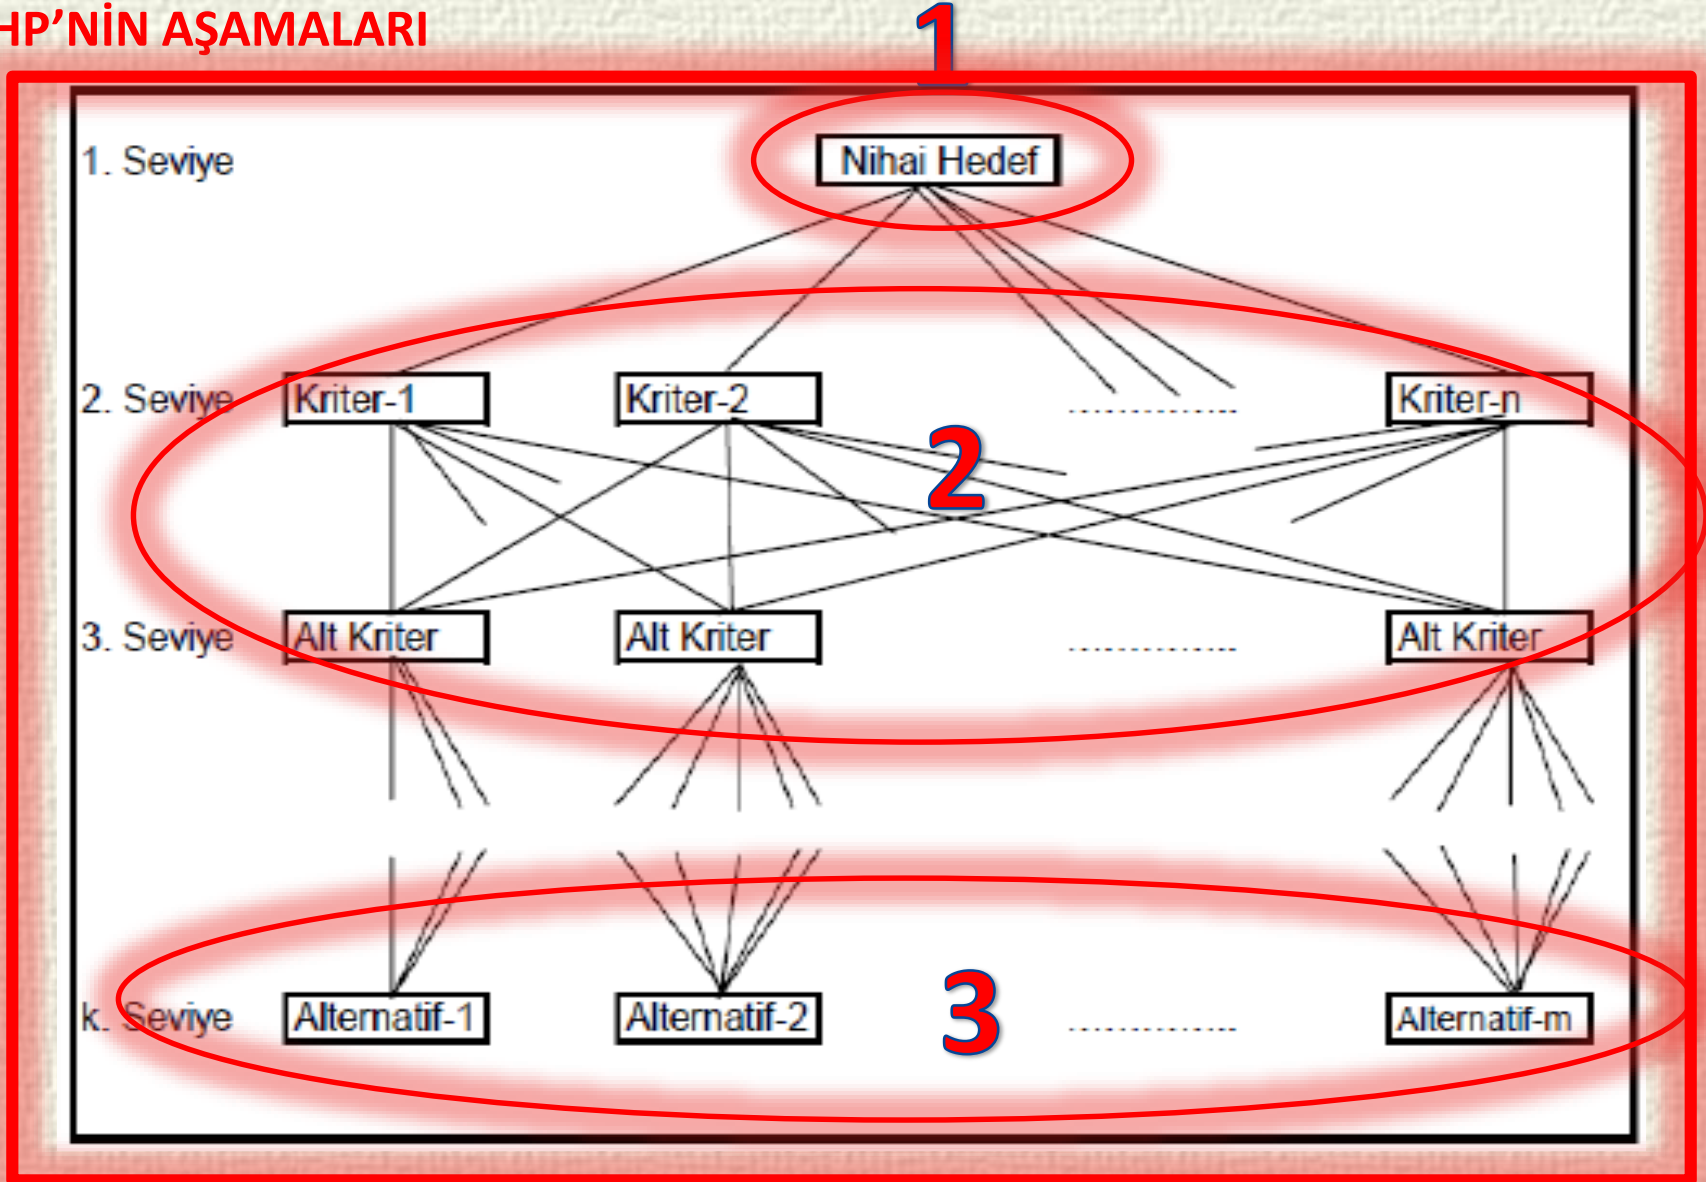 HP’NİN AŞAMALARI
1
1. Seviye Nihai Hedef
2. Seviye Kriter-1 Kriter-2 .............. Kriter-n
2
3. Seviye Alt Kriter Alt Kriter .............. Alt Kriter
k. Seviye Alternatif-1 Alternatif-2 3 .............. Alternatif-m